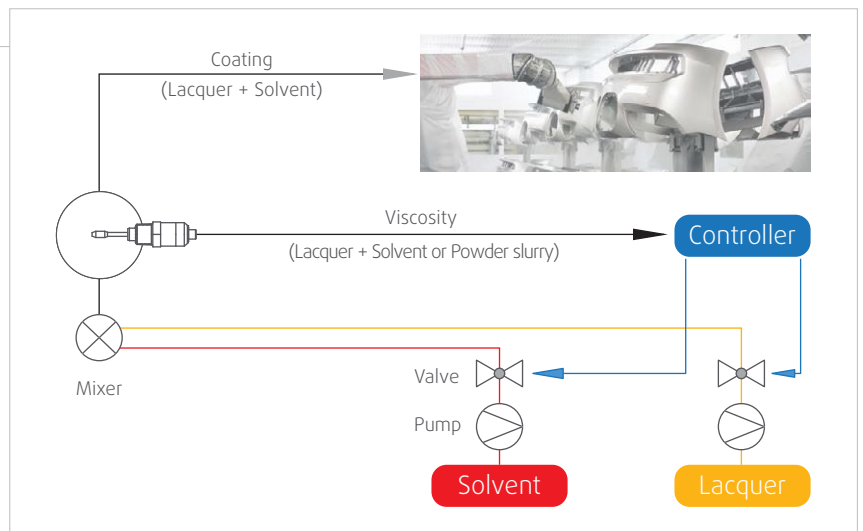 Coating
(Lacquer + Solvent)
Viscosity
(Lacquer + Solvent or Powder slurry)
Controller
Mixer
Valve
Pump
Solvent
Lacquer